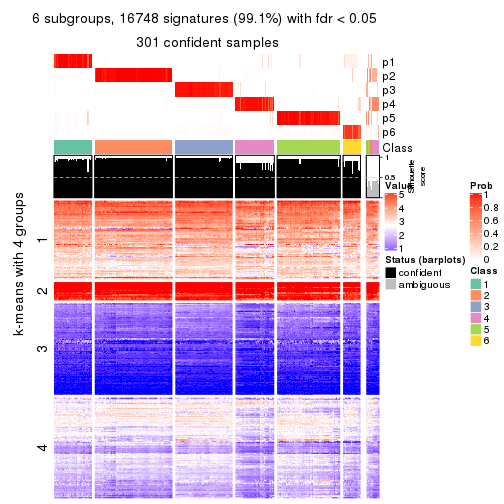 6 subgroups, 16748 signatures (99.1%) with fdr < 0.05
301 confident samples
p1
p2
p3
p4
p5
p6
Class
1
0.5
Silhouette
score
k-means with 4 groups
1
2
3
4
Value
5
4
3
2
1
Status (barplots)
confident
ambiguous
Prob
1
0.8
0.6
0.4
0.2
0
Class
1
2
3
4
5
6